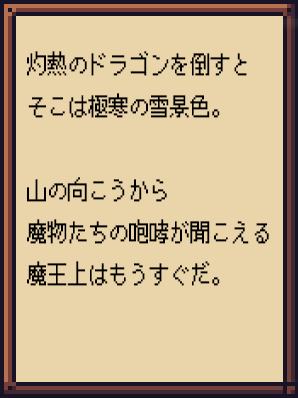 灼熱のドラゴンを倒すと
そこは極寒の雪景色。
山の向こうから
魔物たちの咆哮が聞こえる
魔王上はもうすぐだ。